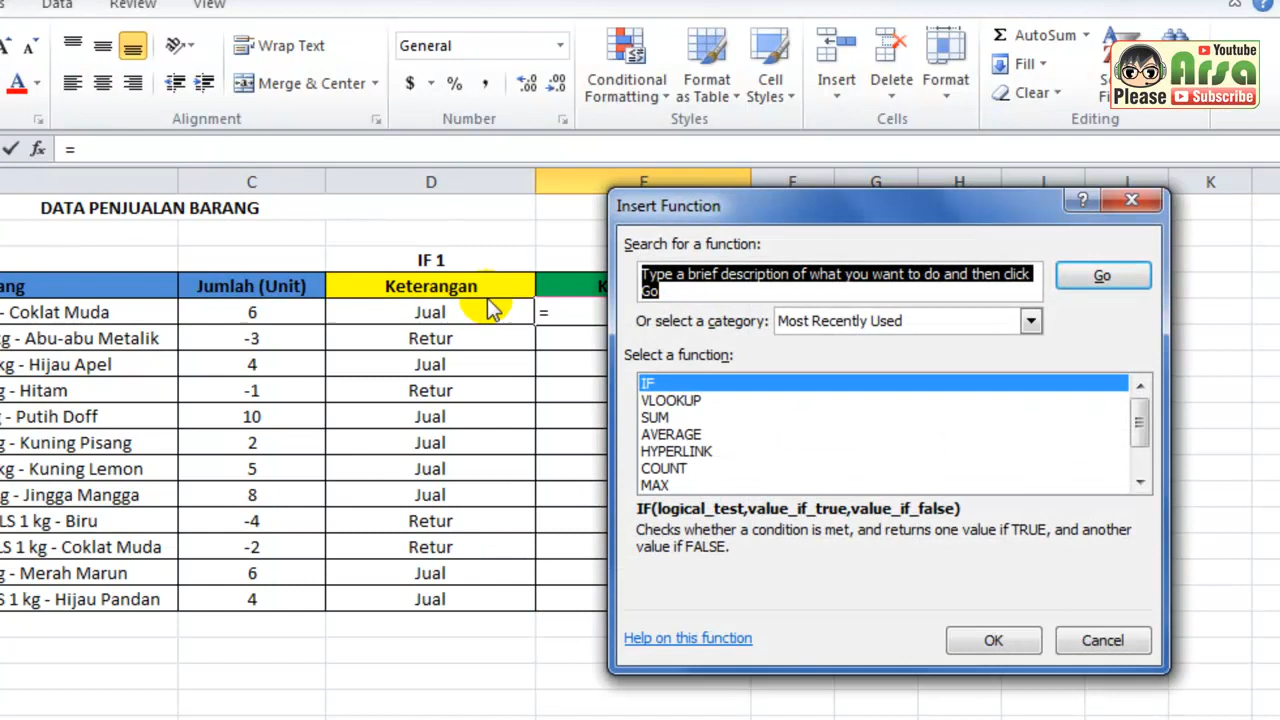 Data Review View
Wrap Text General AutoSum
Fill
Merge & Center $ % , Conditional Formatting Format as Table Cell Styles Insert Delete Format Clear
Alignment Number Styles Cells Editing
Youtube
Arsa
Please Subscribe
fx =
C D E F G H I J K
DATA PENJUALAN BARANG
IF 1
ang Jumlah (Unit) Keterangan K
- Coklat Muda 6 Jual =
kg - Abu-abu Metalik -3 Retur
kg - Hijau Apel 4 Jual
kg - Hitam -1 Retur
g - Putih Doff 10 Jual
g - Kuning Pisang 2 Jual
g - Kuning Lemon 5 Jual
g - Jingga Mangga 8 Jual
LS 1 kg - Biru -4 Retur
LS 1 kg - Coklat Muda -2 Retur
g - Merah Marun 6 Jual
S 1 kg - Hijau Pandan 4 Jual
Insert Function
Search for a function:
Type a brief description of what you want to do and then click
Go
Go
Or select a category: Most Recently Used
Select a function:
IF
VLOOKUP
SUM
AVERAGE
HYPERLINK
COUNT
MAX
IF(logical_test,value_if_true,value_if_false)
Checks whether a condition is met, and returns one value if TRUE, and another
value if FALSE.
Help on this function OK Cancel